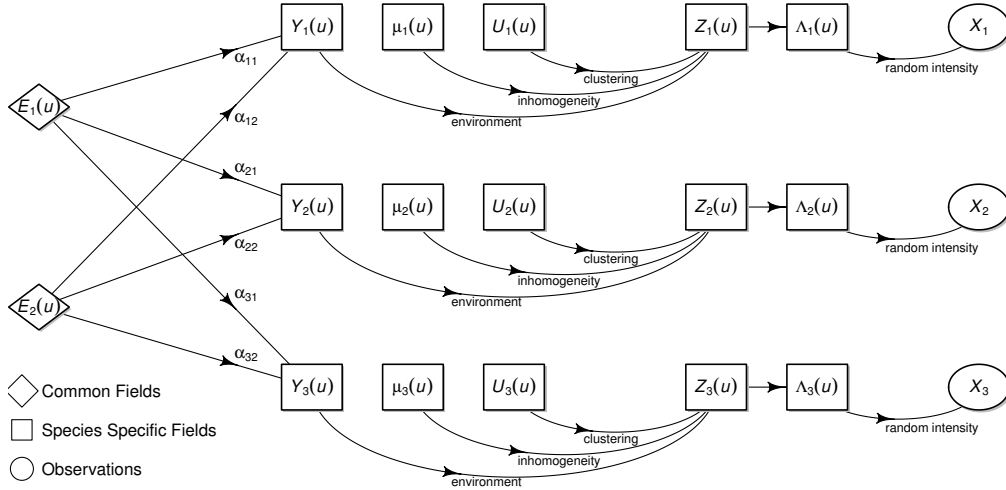 Y₁(u) μ₁(u) U₁(u) Z₁(u) Λ₁(u) X₁
α₁₁
clustering
random intensity
inhomogeneity
E₁(u)
α₁₂
environment
α₂₁
Y₂(u) μ₂(u) U₂(u) Z₂(u) Λ₂(u) X₂
α₂₂
clustering
random intensity
inhomogeneity
E₂(u)
α₃₁
environment
α₃₂
Y₃(u) μ₃(u) U₃(u) Z₃(u) Λ₃(u) X₃
Common Fields
clustering
random intensity
Species Specific Fields
inhomogeneity
environment
Observations